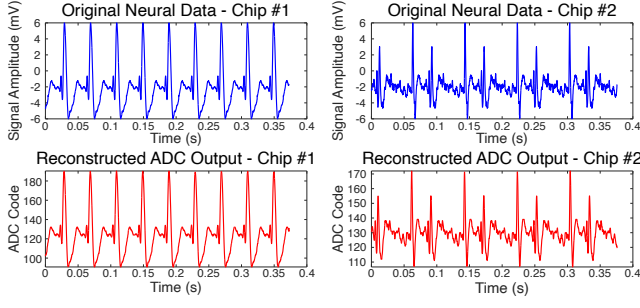 Original Neural Data - Chip #1
Signal Amplitude (mV)
6
4
2
0
-2
-4
-6
0 0.05 0.1 0.15 0.2 0.25 0.3 0.35 0.4
Time (s)
Original Neural Data - Chip #2
Signal Amplitude (mV)
6
4
2
0
-2
-4
-6
0 0.05 0.1 0.15 0.2 0.25 0.3 0.35 0.4
Time (s)
Reconstructed ADC Output - Chip #1
ADC Code
180
160
140
120
100
0 0.05 0.1 0.15 0.2 0.25 0.3 0.35 0.4
Time (s)
Reconstructed ADC Output - Chip #2
ADC Code
170
160
150
140
130
120
110
0 0.05 0.1 0.15 0.2 0.25 0.3 0.35 0.4
Time (s)